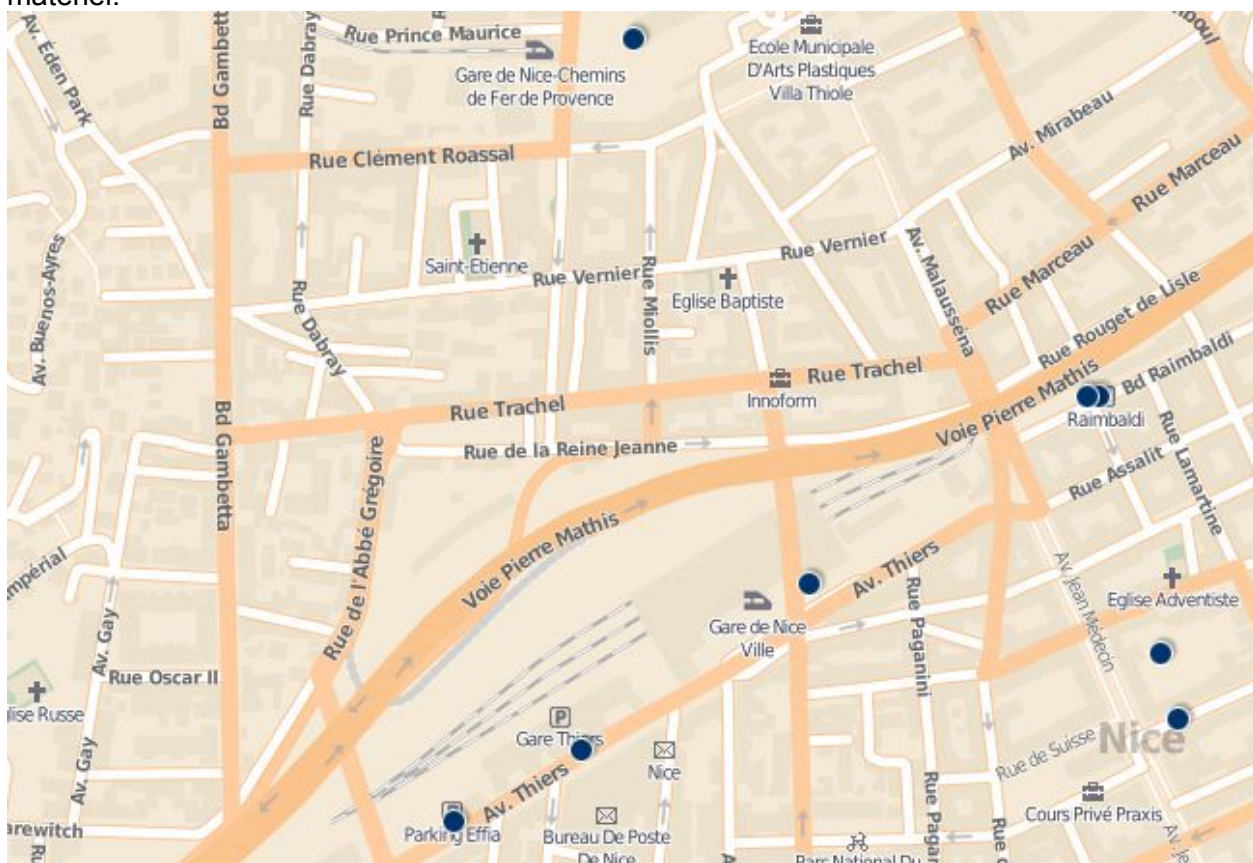 matériel.
Av. Éden Park
Bd Gambetta
Rue Dabray
Rue Prince Maurice
Gare de Nice-Chemins
de Fer de Provence
Ecole Municipale
D'Arts Plastiques
Villa Thiole
Av. Mirabeau
Rue Marceau
Rue Clément Roassal
Av. Buenos-Ayres
Saint-Etienne
Rue Vernier
Rue Vernier
Rue Miollis
Eglise Baptiste
Av. Malausséna
Rue Marceau
Rue Rouget de Lisle
Rue Dabray
Rue Trachel
Innoform
Rue Trachel
Voie Pierre Mathis
Bd Raimbaldi
Raimbaldi
Bd Gambetta
Rue de la Reine Jeanne
Rue de l'Abbé Grégoire
Rue Assalit
Rue Lamartine
Voie Pierre Mathis
Av. Thiers
Av. Jean Médecin
Eglise Adventiste
Gare de Nice
Ville
Rue Paganini
Av. Gay
Rue Oscar II
Gare Thiers
Nice
Rue de Suisse
Nice
Av. Gay
Av. Thiers
Parking Effia
Bureau De Poste
De Nice
Cours Privé Praxis
Parc National Du